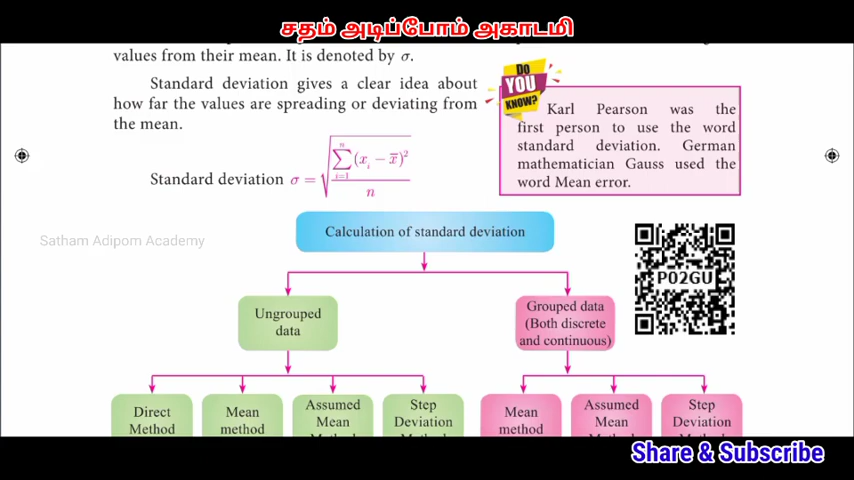 சதம் அடிப்போம் அகாடமி
values from their mean. It is denoted by σ.
Standard deviation gives a clear idea about
how far the values are spreading or deviating from
the mean.
Standard deviation σ = √(∑ᵢ₌₁ⁿ (xᵢ − x̄)² / n)
DO
YOU
KNOW?
Karl Pearson was the
first person to use the word
standard deviation. German
mathematician Gauss used the
word Mean error.
Satham Adiporn Academy
Calculation of standard deviation
P02GU
Ungrouped
data
Grouped data
(Both discrete
and continuous)
Direct
Method
Mean
method
Assumed
Mean
Step
Deviation
Mean
method
Assumed
Mean
Step
Deviation
Share & Subscribe